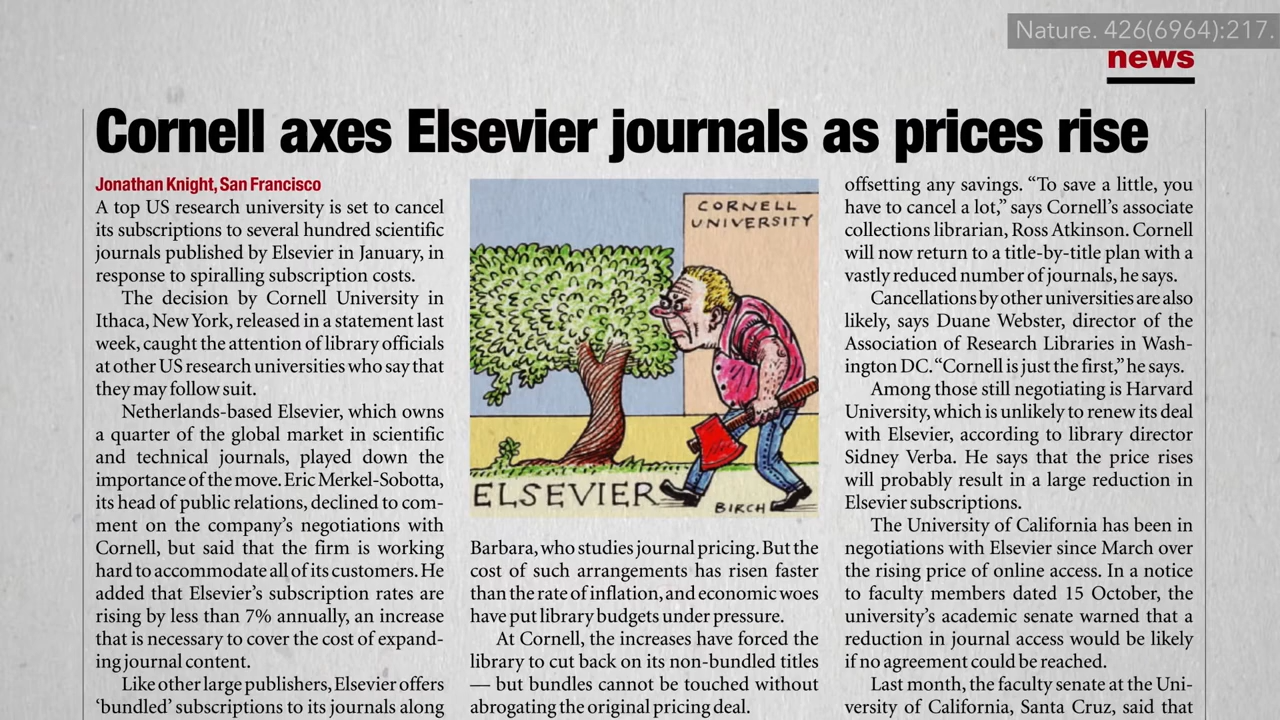 Nature. 426(6964):217.
news
Cornell axes Elsevier journals as prices rise
Jonathan Knight, San Francisco
A top US research university is set to cancel
its subscriptions to several hundred scientific
journals published by Elsevier in January, in
response to spiralling subscription costs.
The decision by Cornell University in
Ithaca, New York, released in a statement last
week, caught the attention of library officials
at other US research universities who say that
they may follow suit.
Netherlands-based Elsevier, which owns
a quarter of the global market in scientific
and technical journals, played down the
importance of the move. Eric Merkel-Sobotta,
its head of public relations, declined to com-
ment on the company's negotiations with
Cornell, but said that the firm is working
hard to accommodate all of its customers. He
added that Elsevier's subscription rates are
rising by less than 7% annually, an increase
that is necessary to cover the cost of expand-
ing journal content.
Like other large publishers, Elsevier offers
'bundled' subscriptions to its journals along
CORNELL
UNIVERSITY
ELSEVIER
BIRCH
Barbara, who studies journal pricing. But the
cost of such arrangements has risen faster
than the rate of inflation, and economic woes
have put library budgets under pressure.
At Cornell, the increases have forced the
library to cut back on its non-bundled titles
— but bundles cannot be touched without
abrogating the original pricing deal.
offsetting any savings. “To save a little, you
have to cancel a lot,” says Cornell's associate
collections librarian, Ross Atkinson. Cornell
will now return to a title-by-title plan with a
vastly reduced number of journals, he says.
Cancellations by other universities are also
likely, says Duane Webster, director of the
Association of Research Libraries in Wash-
ington DC. “Cornell is just the first,” he says.
Among those still negotiating is Harvard
University, which is unlikely to renew its deal
with Elsevier, according to library director
Sidney Verba. He says that the price rises
will probably result in a large reduction in
Elsevier subscriptions.
The University of California has been in
negotiations with Elsevier since March over
the rising price of online access. In a notice
to faculty members dated 15 October, the
university's academic senate warned that a
reduction in journal access would be likely
if no agreement could be reached.
Last month, the faculty senate at the Uni-
versity of California, Santa Cruz, said that